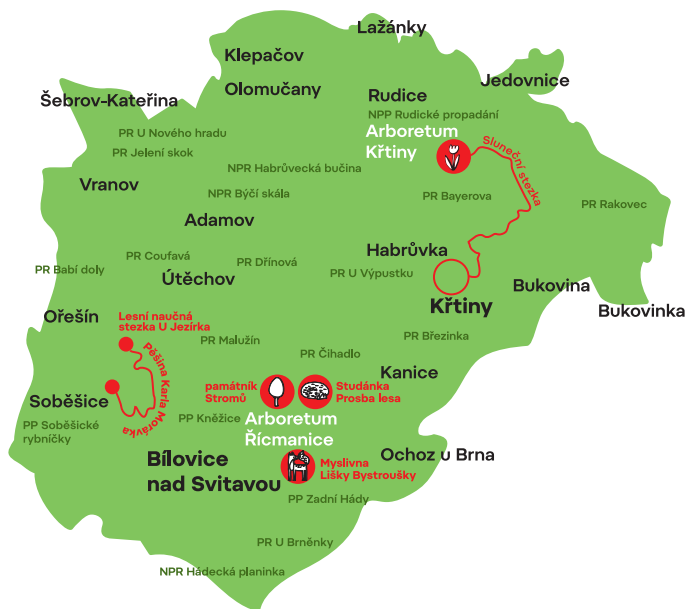 Lažánky
Klepačov
Jedovnice
Olomučany
Rudice
Šebrov-Kateřina
NPP Rudické propadání
PR U Nového hradu
Arboretum
Křtiny
Sluneční stezka
PR Jelení skok
NPR Habrůvecká bučina
Vranov
NPR Býčí skála
PR Bayerova
PR Rakovec
Adamov
PR Coufavá
PR Dřínová
Habrůvka
PR Babí doly
Útěchov
PR U Výpustku
Bukovina
Křtiny
Bukovinka
Ořešín
Lesní naučná
stezka U Jezírka
PR Malužín
PR Březinka
PR Čihadlo
Pěšina Karla Morávka
Kanice
památník
Stromů
Studánka
Prosba lesa
Soběšice
PP Soběšické
rybníčky
PP Kněžice
Arboretum
Řícmanice
Bílovice
nad Svitavou
Ochoz u Brna
Myslivna
Lišky Bystroušky
PP Zadní Hády
PR U Brněnky
NPR Hádecká planinka